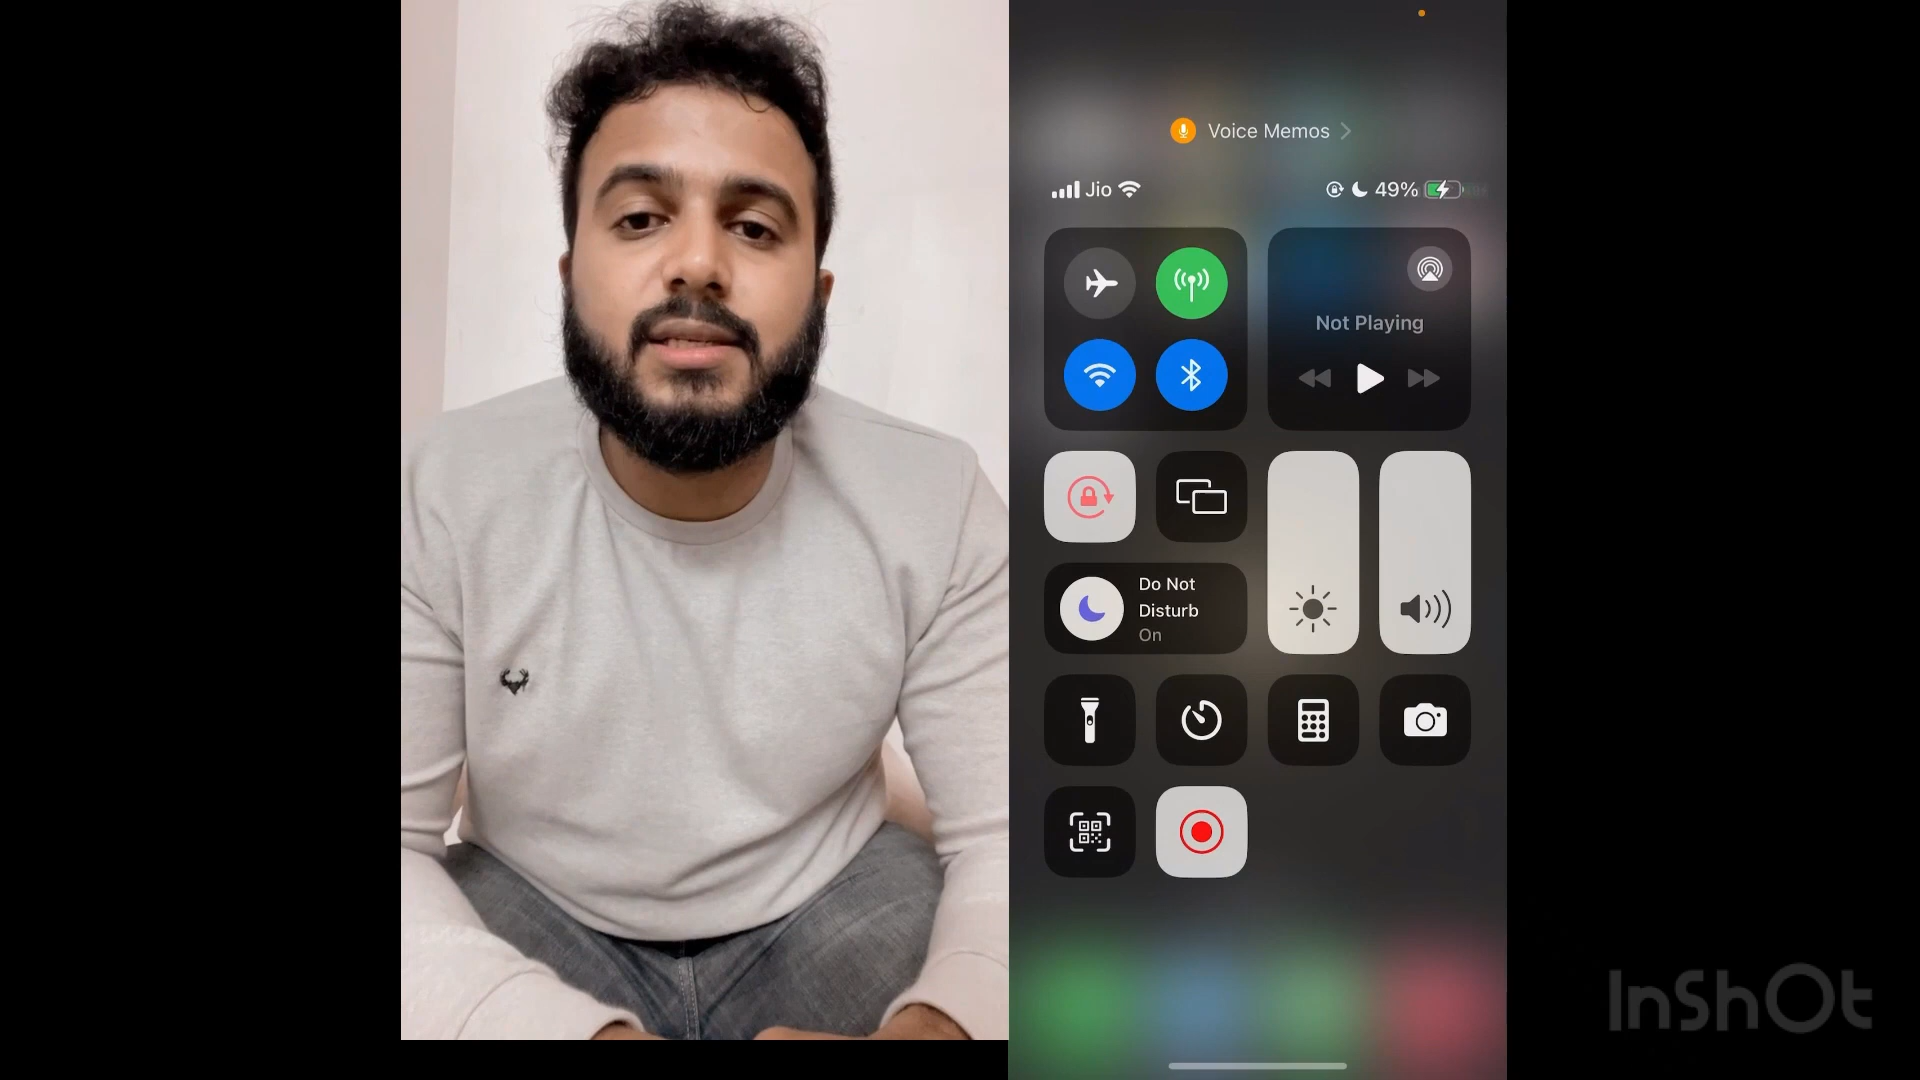 Voice Memos
Jio 49%
Not Playing
Do Not
Disturb
On
InShOt